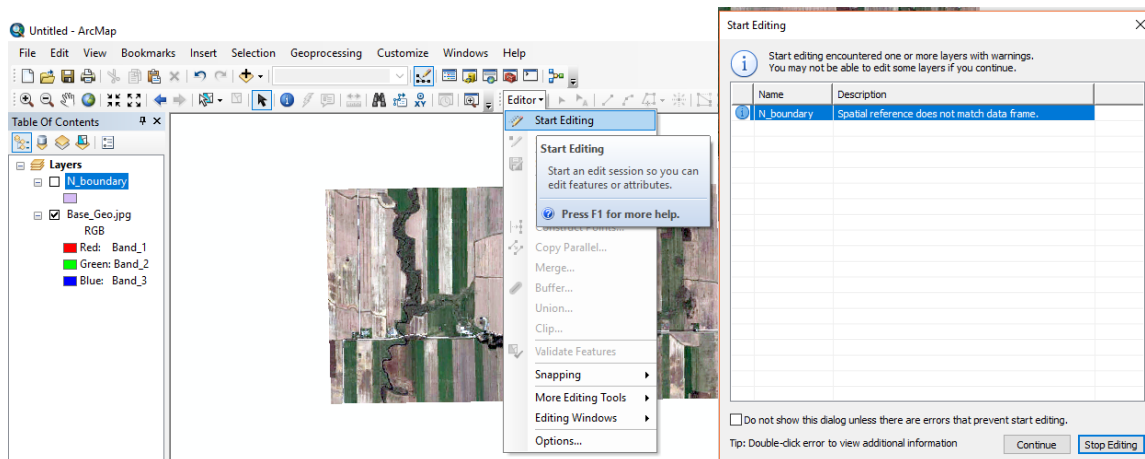 Untitled - ArcMap
File Edit View Bookmarks Insert Selection Geoprocessing Customize Windows Help
Editor
Table Of Contents
Layers
N_boundary
Base_Geo.jpg
RGB
Red: Band_1
Green: Band_2
Blue: Band_3
Start Editing
Start Editing
Start an edit session so you can
edit features or attributes.
Press F1 for more help.
Construct Points...
Copy Parallel...
Merge...
Buffer...
Union...
Clip...
Validate Features
Snapping
More Editing Tools
Editing Windows
Options...
Start Editing
Start editing encountered one or more layers with warnings.
You may not be able to edit some layers if you continue.
Name Description
N_boundary Spatial reference does not match data frame.
Do not show this dialog unless there are errors that prevent start editing.
Tip: Double-click error to view additional information
Continue Stop Editing